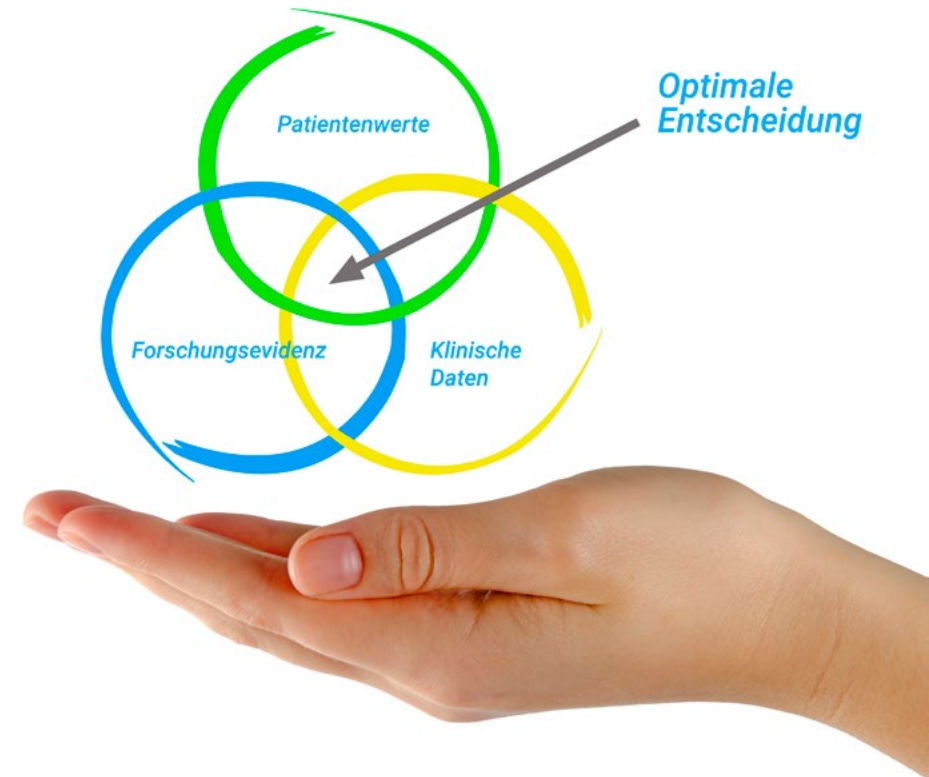 Patientenwerte
Optimale
Entscheidung
Forschungsevidenz
Klinische
Daten